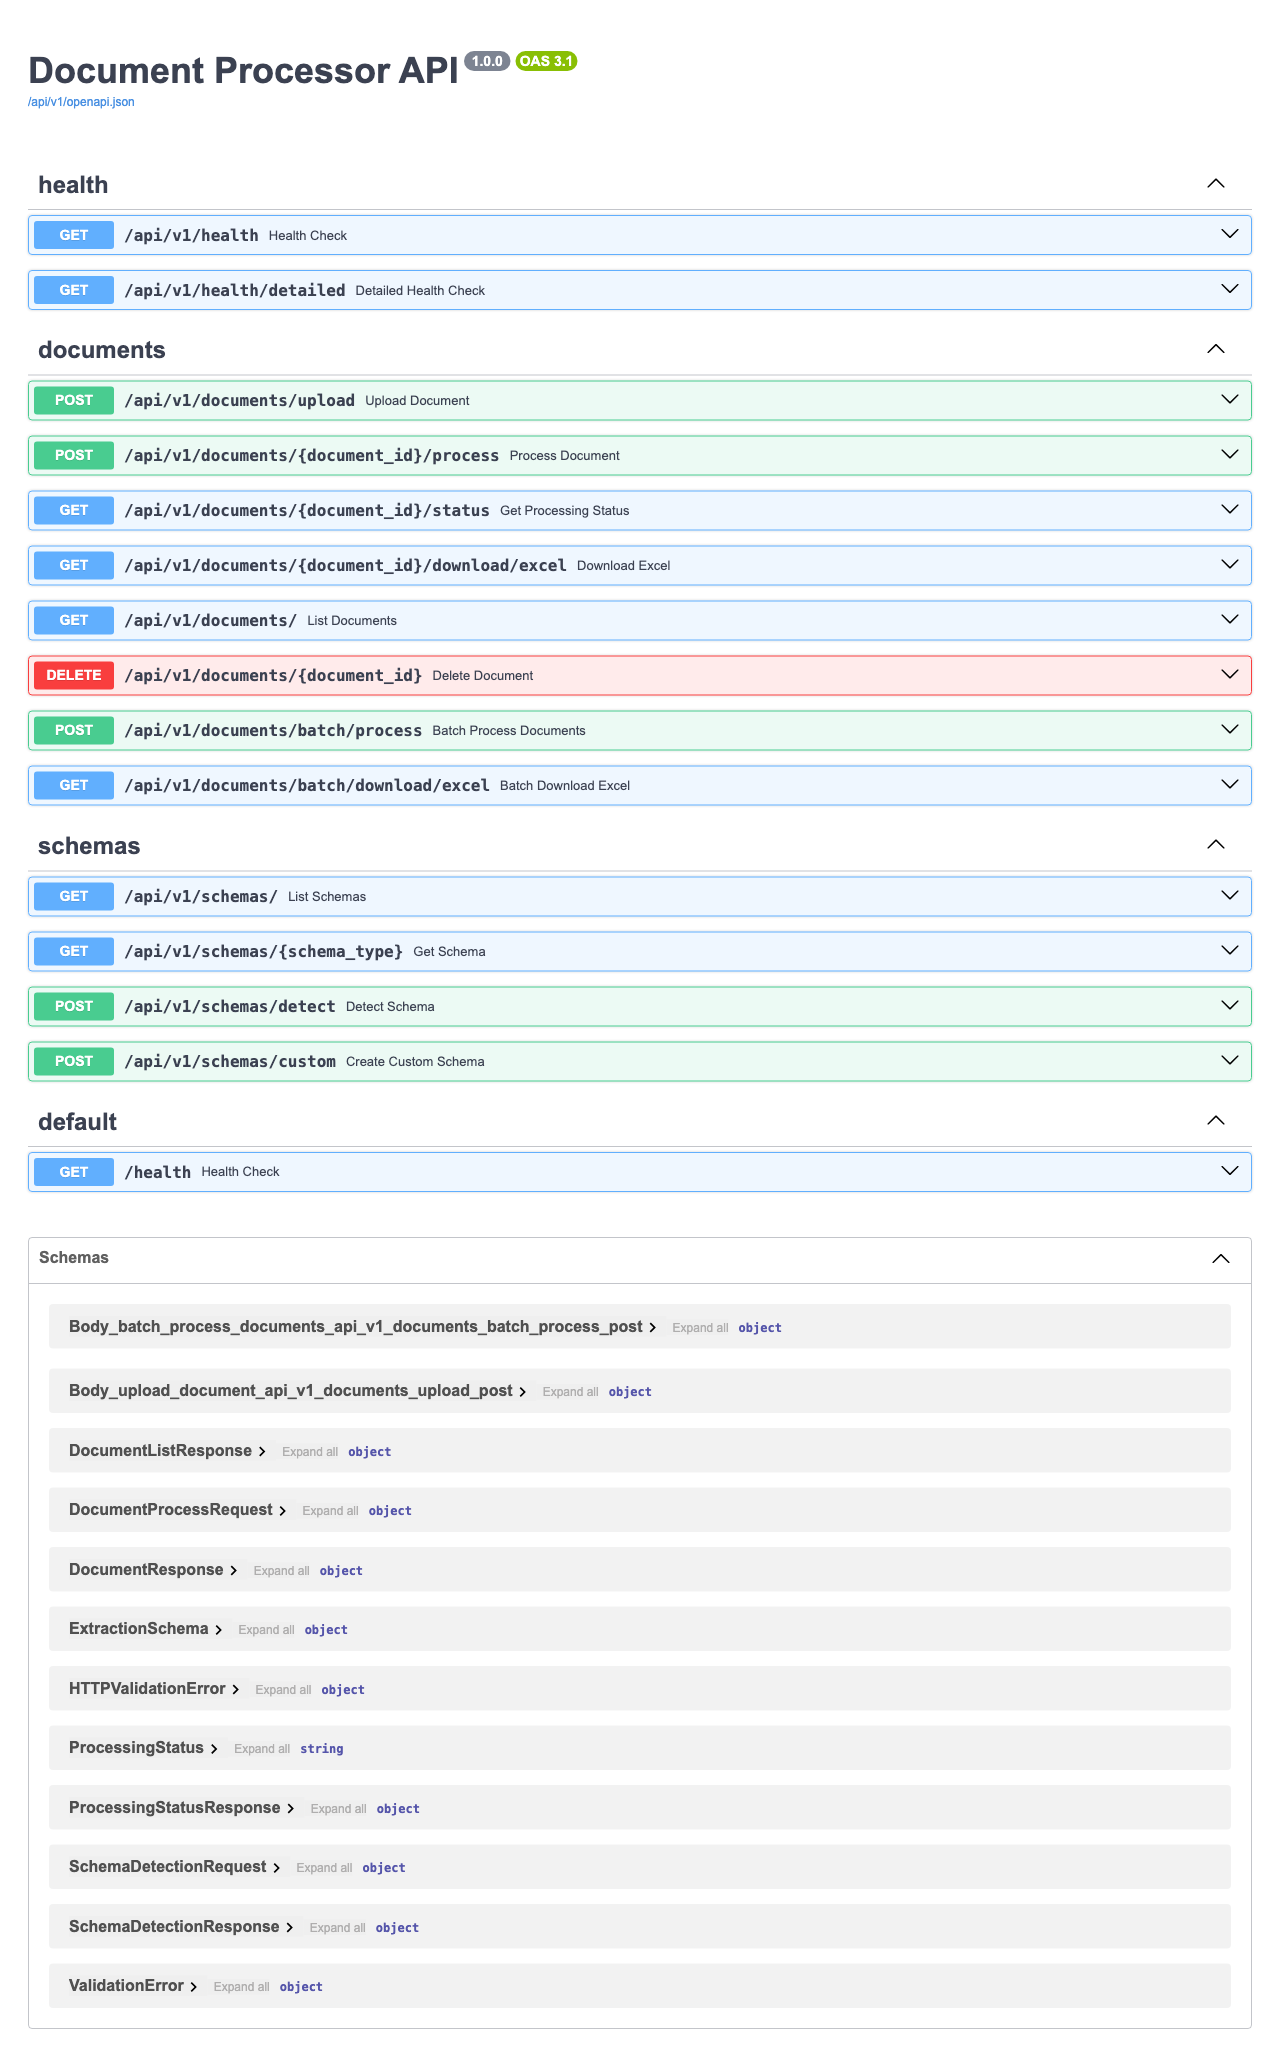 Document Processor API 1.0.0 OAS 3.1
/api/v1/openapi.json
health
GET /api/v1/health Health Check
GET /api/v1/health/detailed Detailed Health Check
documents
POST /api/v1/documents/upload Upload Document
POST /api/v1/documents/{document_id}/process Process Document
GET /api/v1/documents/{document_id}/status Get Processing Status
GET /api/v1/documents/{document_id}/download/excel Download Excel
GET /api/v1/documents/ List Documents
DELETE /api/v1/documents/{document_id} Delete Document
POST /api/v1/documents/batch/process Batch Process Documents
GET /api/v1/documents/batch/download/excel Batch Download Excel
schemas
GET /api/v1/schemas/ List Schemas
GET /api/v1/schemas/{schema_type} Get Schema
POST /api/v1/schemas/detect Detect Schema
POST /api/v1/schemas/custom Create Custom Schema
default
GET /health Health Check
Schemas
Body_batch_process_documents_api_v1_documents_batch_process_post Expand all object
Body_upload_document_api_v1_documents_upload_post Expand all object
DocumentListResponse Expand all object
DocumentProcessRequest Expand all object
DocumentResponse Expand all object
ExtractionSchema Expand all object
HTTPValidationError Expand all object
ProcessingStatus Expand all string
ProcessingStatusResponse Expand all object
SchemaDetectionRequest Expand all object
SchemaDetectionResponse Expand all object
ValidationError Expand all object